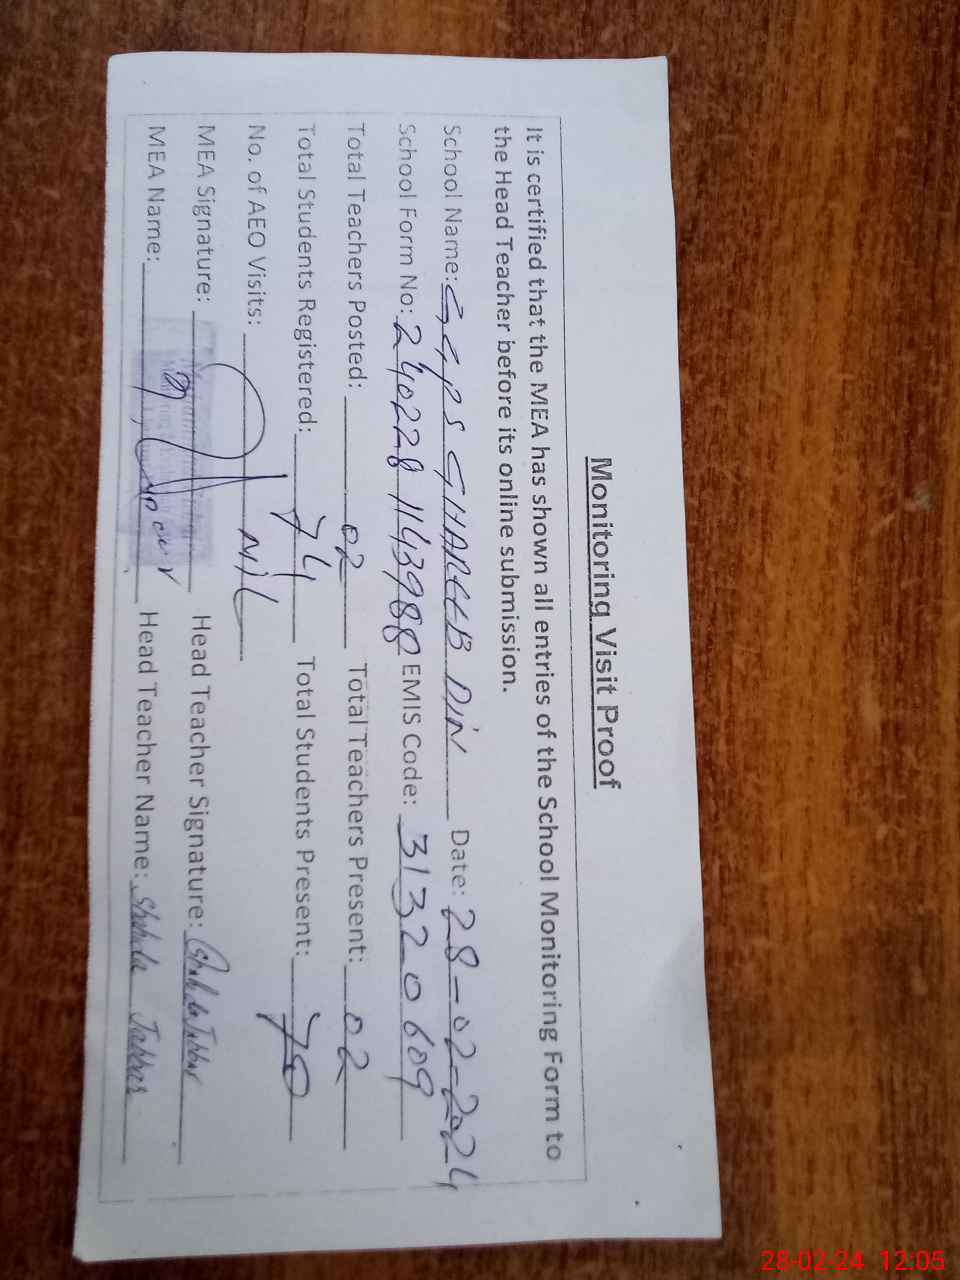 Monitoring Visit Proof
It is certified that the MEA has shown all entries of the School Monitoring Form to
the Head Teacher before its online submission.
School Name: GGPS GHAREEB DIN Date: 28-02-2024
School Form No: 240228 1143988 EMIS Code: 31320609
Total Teachers Posted: 02 Total Teachers Present: 02
Total Students Registered: 74 Total Students Present: 70
No. of AEO Visits: NIL
MEA Signature: Head Teacher Signature:
MEA Name: Head Teacher Name: Shahida Jabbar
28-02-24 12:05